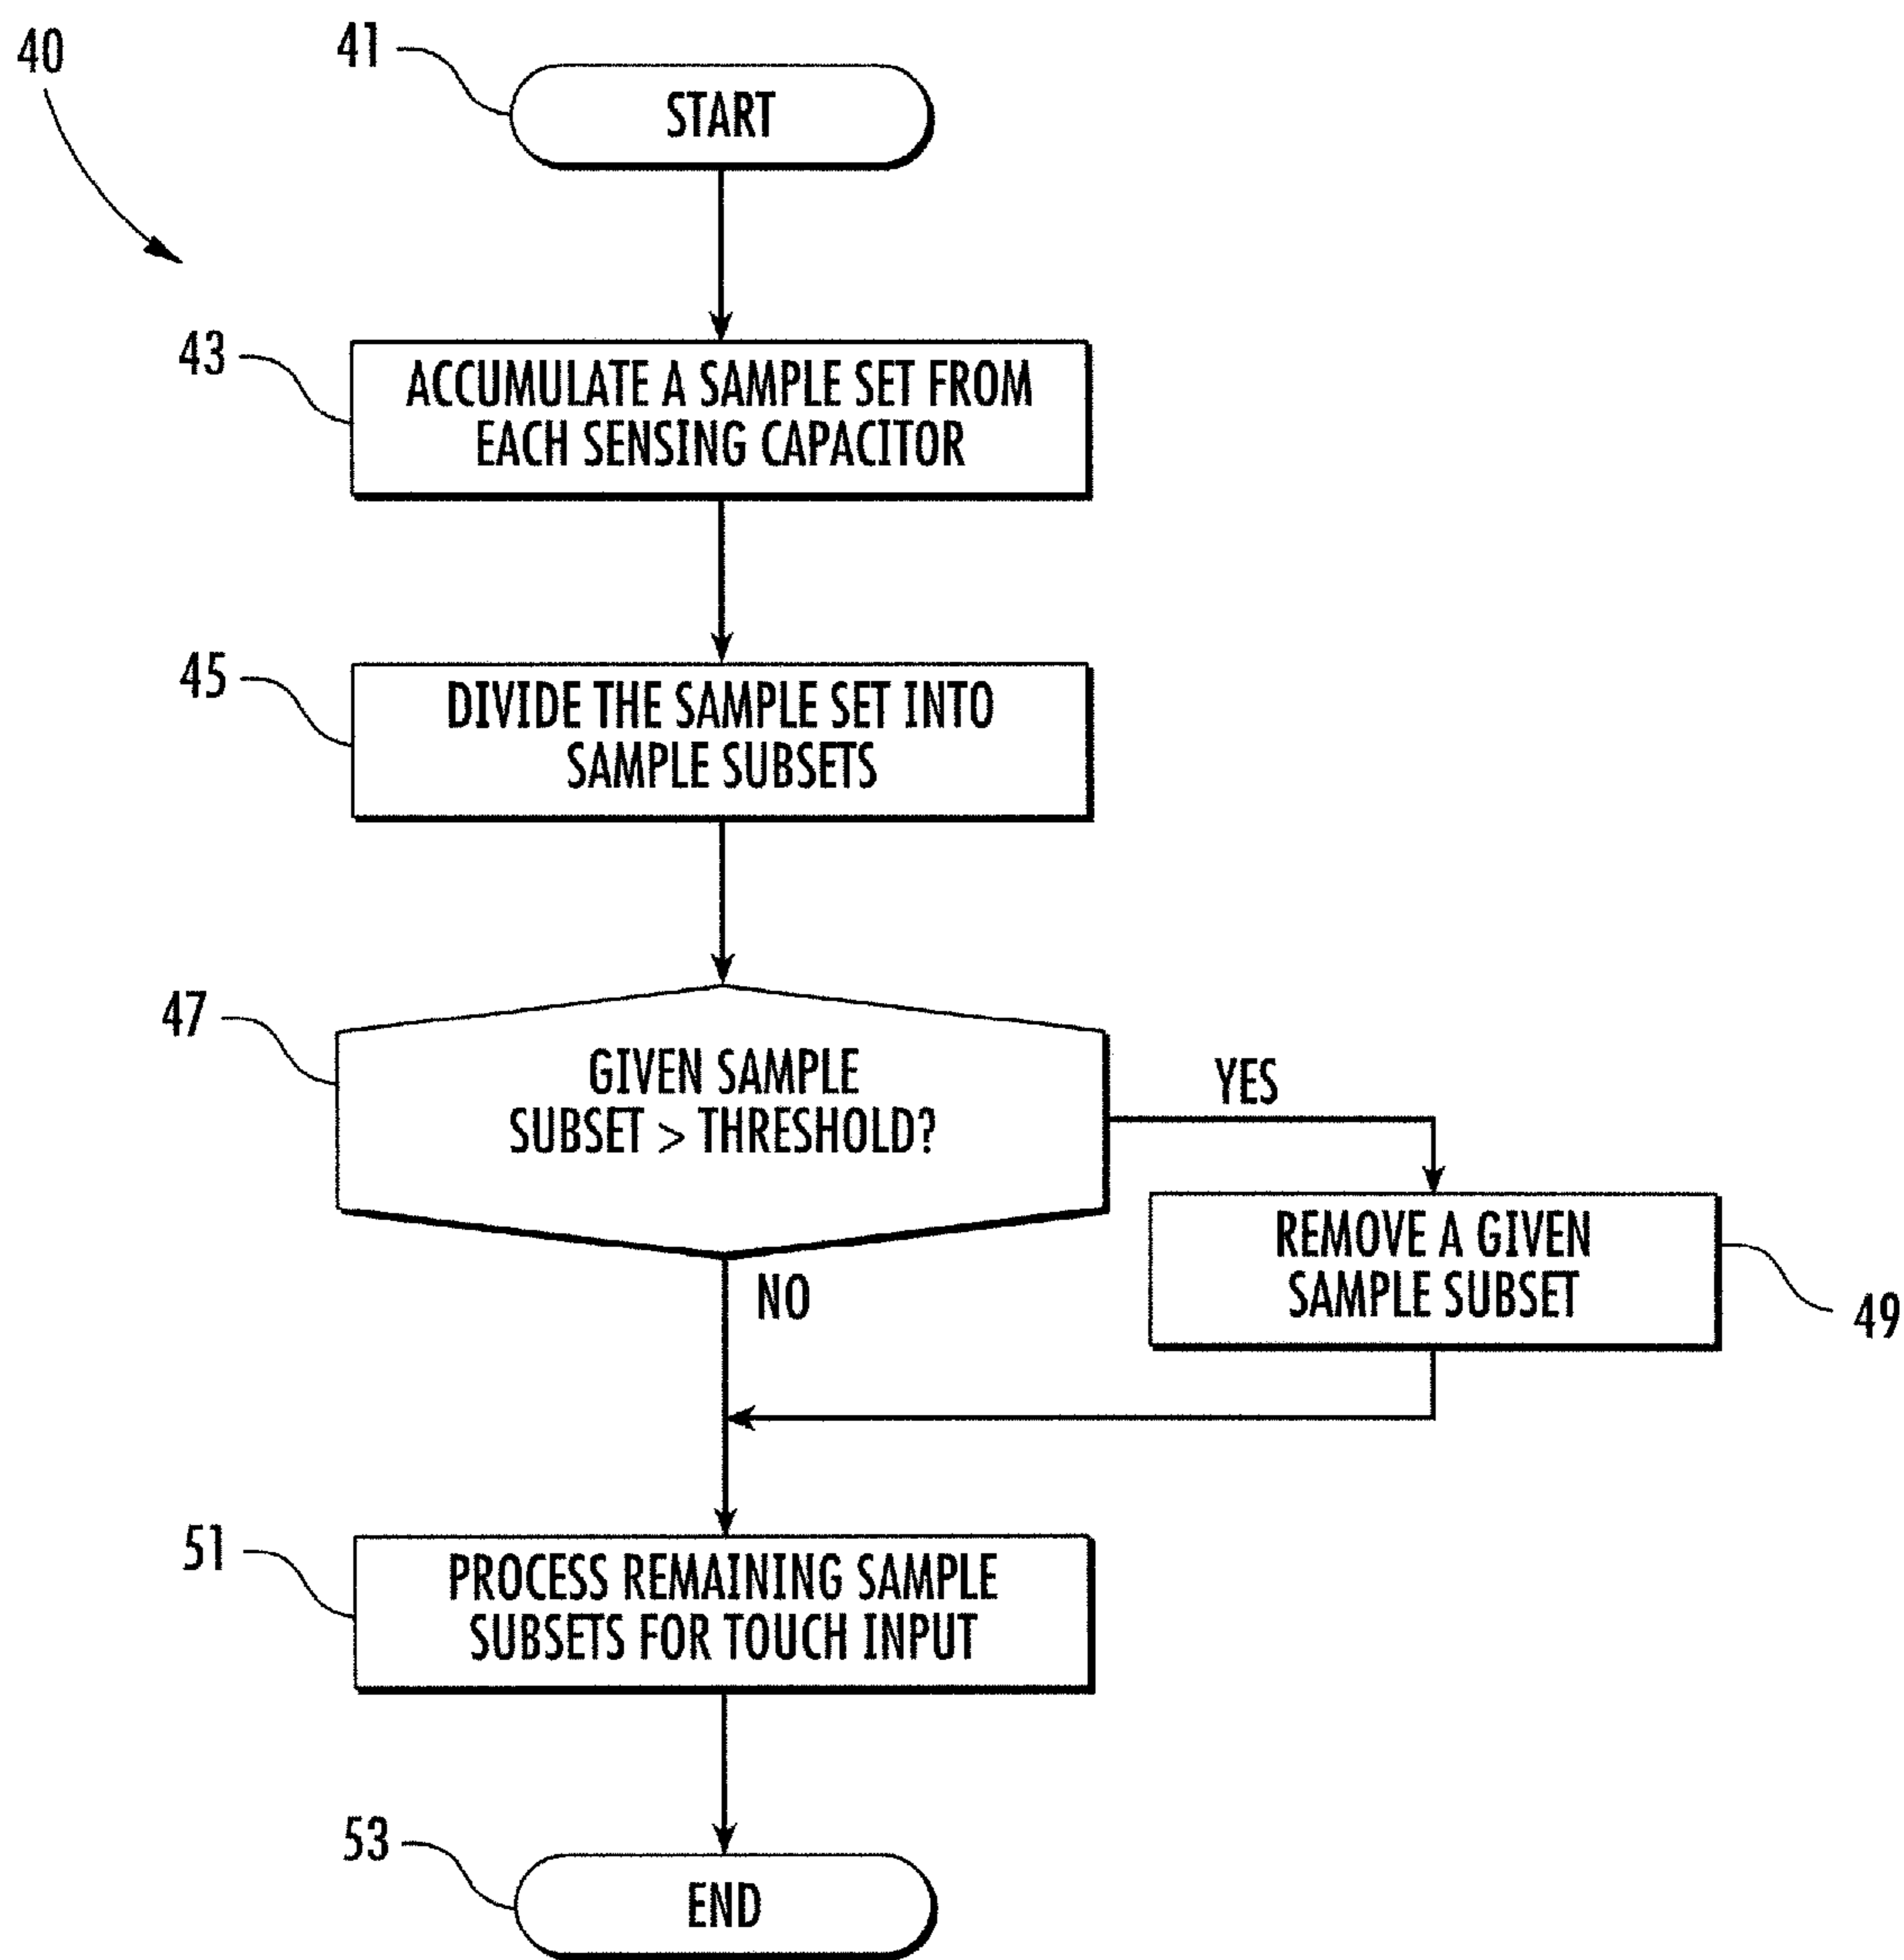 40
41
START
43
ACCUMULATE A SAMPLE SET FROM
EACH SENSING CAPACITOR
45
DIVIDE THE SAMPLE SET INTO
SAMPLE SUBSETS
47
GIVEN SAMPLE
SUBSET > THRESHOLD?
YES
REMOVE A GIVEN
SAMPLE SUBSET
49
NO
51
PROCESS REMAINING SAMPLE
SUBSETS FOR TOUCH INPUT
53
END